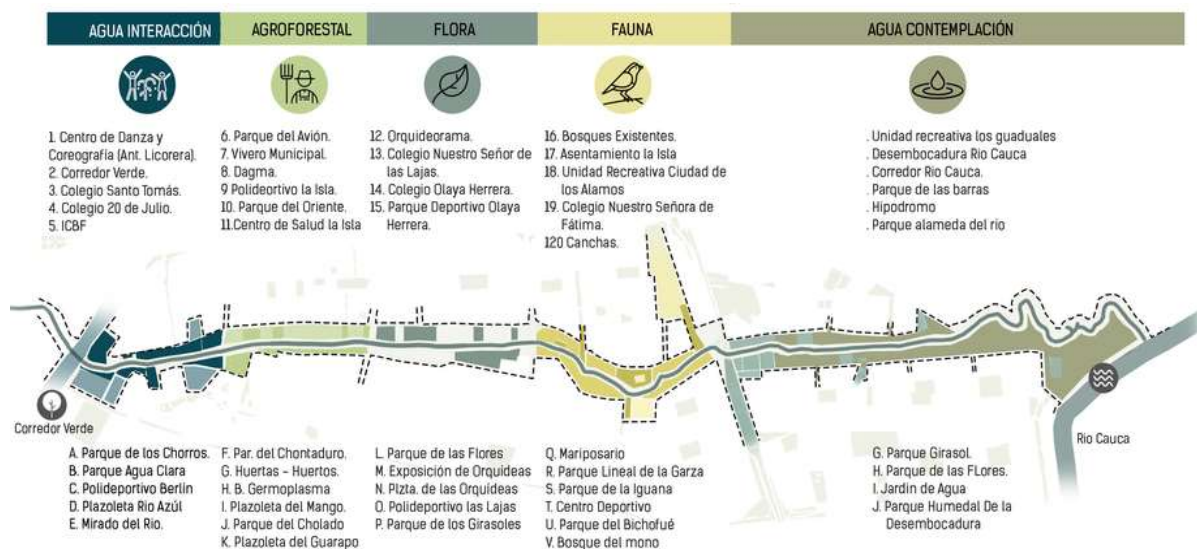 AGUA INTERACCIÓN
AGROFORESTAL
FLORA
FAUNA
AGUA CONTEMPLACIÓN
1. Centro de Danza y
Coreografía (Ant. Licorera).
2. Corredor Verde.
3. Colegio Santo Tomás.
4. Colegio 20 de Julio.
5. ICBF
6. Parque del Avión.
7. Vivero Municipal.
8. Dagma.
9 Polideortivo la Isla.
10. Parque del Oriente.
11.Centro de Salud la Isla
12. Orquideorama.
13. Colegio Nuestro Señor de
las Lajas.
14. Colegio Olaya Herrera.
15. Parque Deportivo Olaya
Herrera.
16. Bosques Existentes.
17. Asentamiento la Isla
18. Unidad Recreativa Ciudad de
los Alamos
19. Colegio Nuestro Señora de
Fátima.
120 Canchas.
. Unidad recreativa los guaduales
. Desembocadura Rio Cauca
. Corredor Rio Cauca.
. Parque de las barras
. Hipodromo
. Parque alameda del rio
Corredor Verde
Rio Cauca
A. Parque de los Chorros.
B. Parque Agua Clara
C. Polideportivo Berlin
D. Plazoleta Rio Azúl
E. Mirado del Rio.
F. Par. del Chontaduro.
G. Huertas - Huertos.
H. B. Germoplasma
I. Plazoleta del Mango.
J. Parque del Cholado
K. Plazoleta del Guarapo
L. Parque de las Flores
M. Exposición de Orquídeas
N. Plzta. de las Orquídeas
O. Polideportivo las Lajas
P. Parque de los Girasoles
Q. Mariposario
R. Parque Lineal de la Garza
S. Parque de la Iguana
T. Centro Deportivo
U. Parque del Bichofué
V. Bosque del mono
G. Parque Girasol.
H. Parque de las FLores.
I. Jardin de Agua
J. Parque Humedal De la
Desembocadura